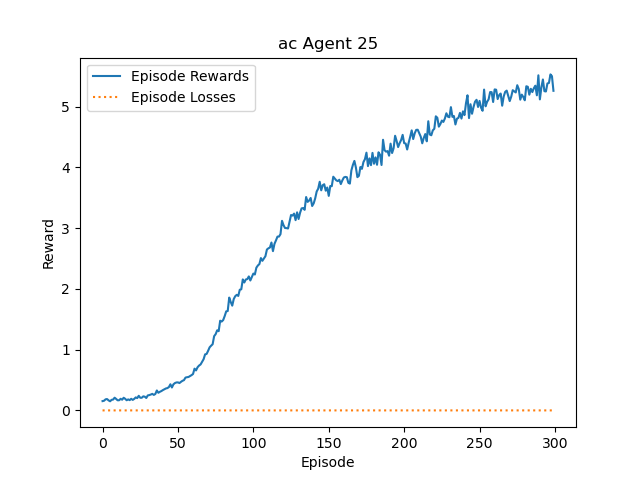 ac Agent 25
Episode Rewards
Episode Losses
Reward
5
4
3
2
1
0
0 50 100 150 200 250 300
Episode